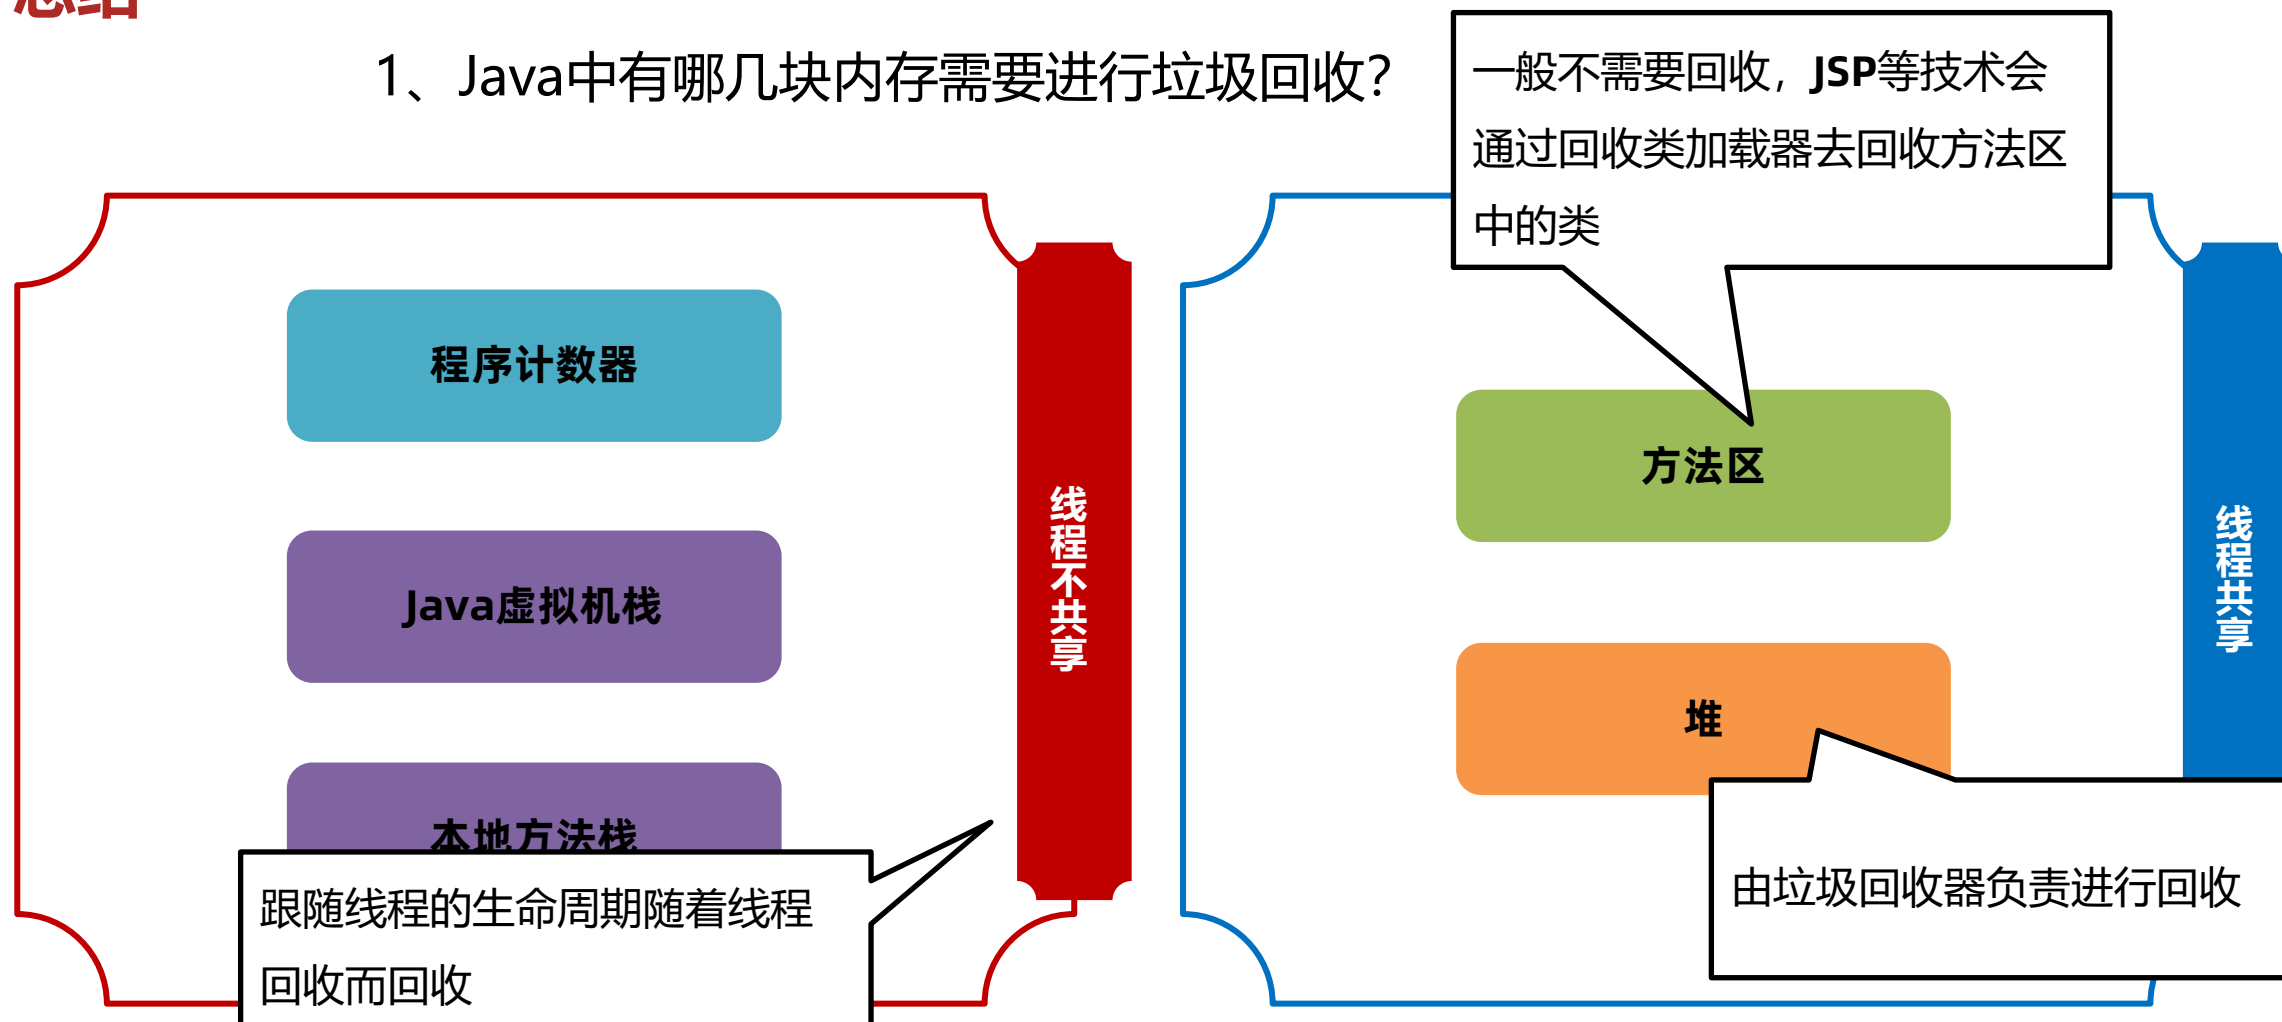 总结
1、Java中有哪几块内存需要进行垃圾回收?
一般不需要回收，JSP等技术会
通过回收类加载器去回收方法区
中的类
程序计数器
Java虚拟机栈
本地方法栈
线程不共享
跟随线程的生命周期随着线程
回收而回收
方法区
堆
线程共享
由垃圾回收器负责进行回收